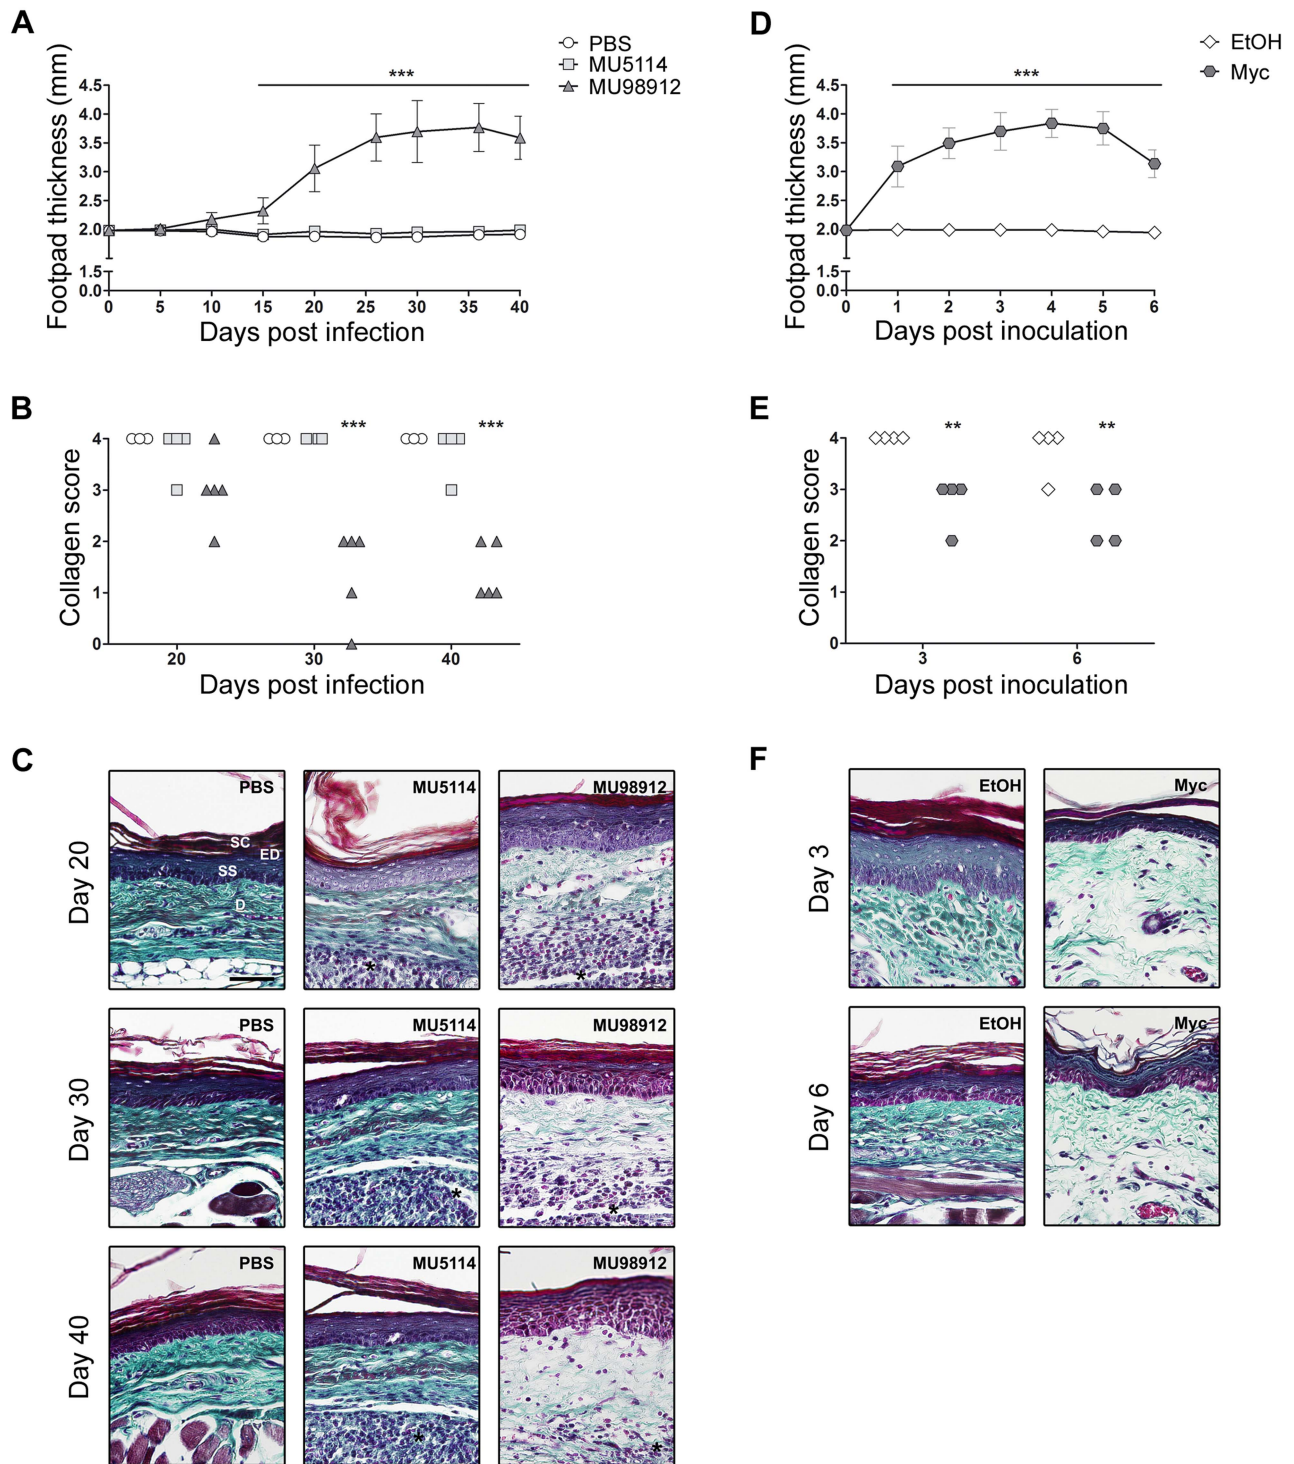 A
PBS
MU5114
MU98912
***
Footpad thickness (mm)
4.5
4.0
3.5
3.0
2.5
2.0
1.5
0.0
0 5 10 15 20 25 30 35 40
Days post infection
D
EtOH
Myc
***
Footpad thickness (mm)
4.5
4.0
3.5
3.0
2.5
2.0
1.5
0.0
0 1 2 3 4 5 6
Days post inoculation
B
*** ***
Collagen score
4
3
2
1
0
20 30 40
Days post infection
E
** **
Collagen score
4
3
2
1
0
3 6
Days post inoculation
C
Day 20
PBS
SC
ED
SS
D
MU5114
*
MU98912
*
Day 30
PBS
MU5114
*
MU98912
*
Day 40
PBS
MU5114
*
MU98912
*
F
Day 3
EtOH
Myc
Day 6
EtOH
Myc